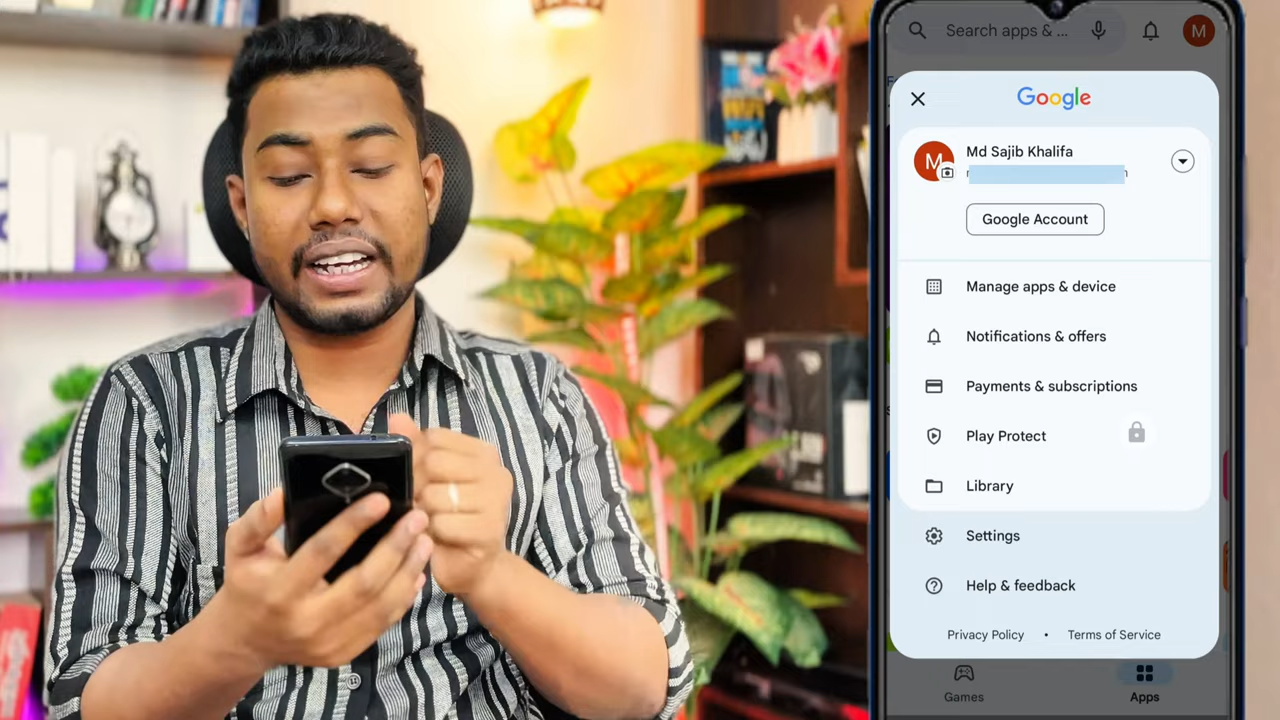 Search apps & ...
M
Google
M
Md Sajib Khalifa
Google Account
Manage apps & device
Notifications & offers
Payments & subscriptions
Play Protect
Library
Settings
Help & feedback
Privacy Policy • Terms of Service
Games
Apps